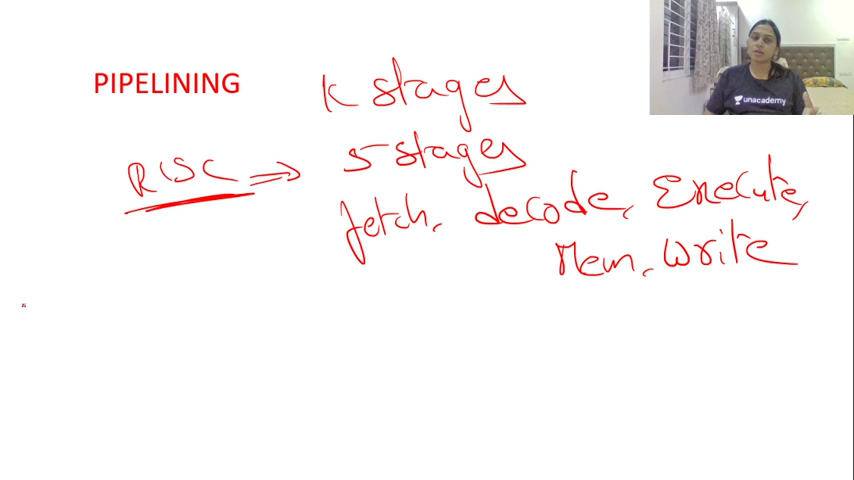 PIPELINING
K stages
RISC => 5-stages
fetch, decode, Execute,
Mem, Write
unacademy